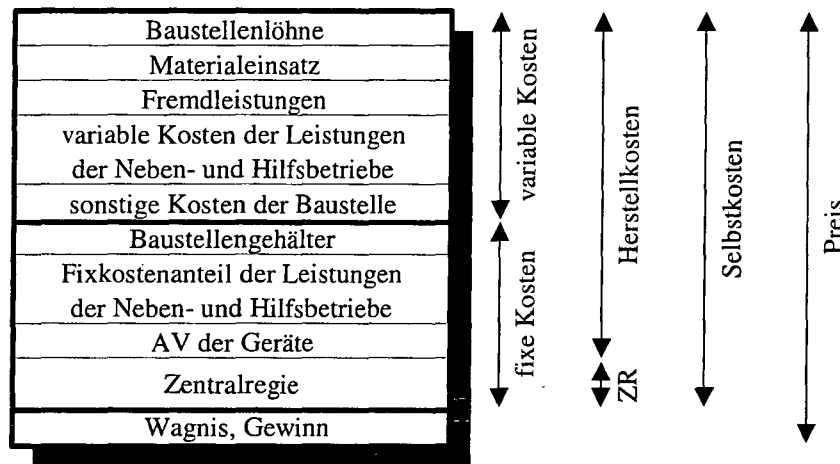 Baustellenlöhne
Materialeinsatz
Fremdleistungen
variable Kosten der Leistungen
der Neben- und Hilfsbetriebe
sonstige Kosten der Baustelle
Baustellengehälter
Fixkostenanteil der Leistungen
der Neben- und Hilfsbetriebe
AV der Geräte
Zentralregie
Wagnis, Gewinn
variable Kosten
fixe Kosten
Herstellkosten
ZR
Selbstkosten
Preis